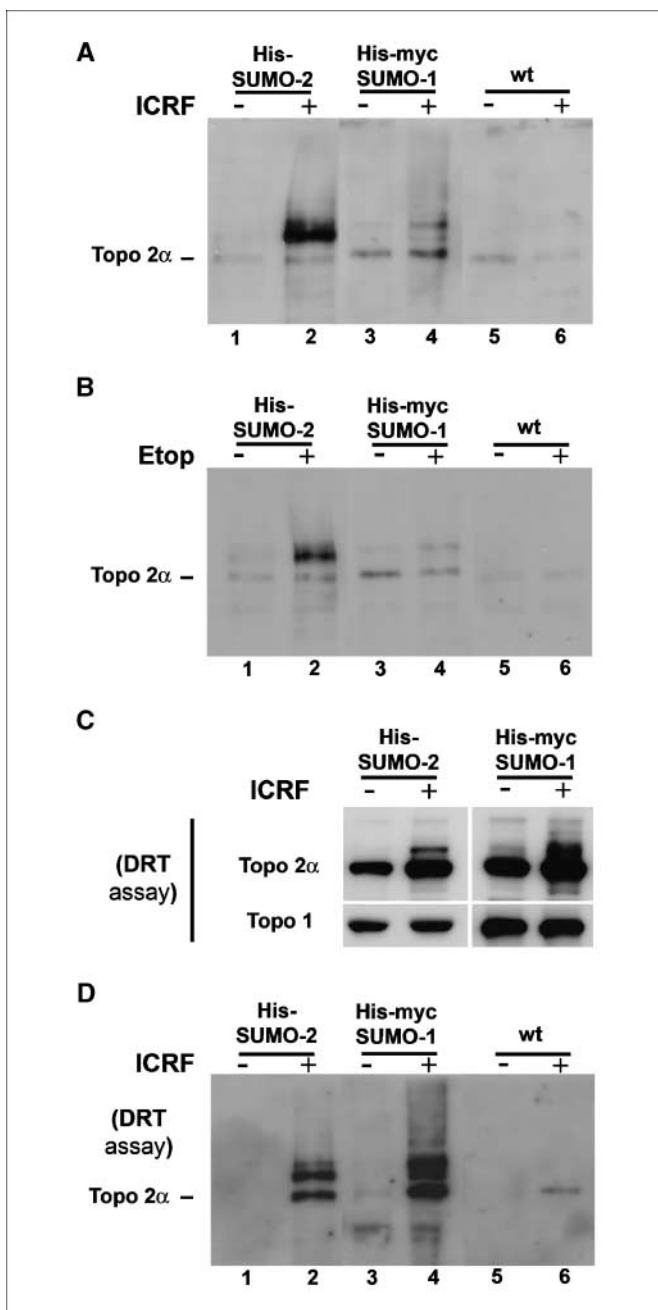 A
His-
SUMO-2
His-myc
SUMO-1
wt
ICRF - + - + - +
Topo 2α –
1 2 3 4 5 6
B
His-
SUMO-2
His-myc
SUMO-1
wt
Etop - + - + - +
Topo 2α –
1 2 3 4 5 6
C
His-
SUMO-2
His-myc
SUMO-1
ICRF - + - +
(DRT
assay)
Topo 2α
Topo 1
D
His-
SUMO-2
His-myc
SUMO-1
wt
ICRF - + - + - +
(DRT
assay)
Topo 2α –
1 2 3 4 5 6